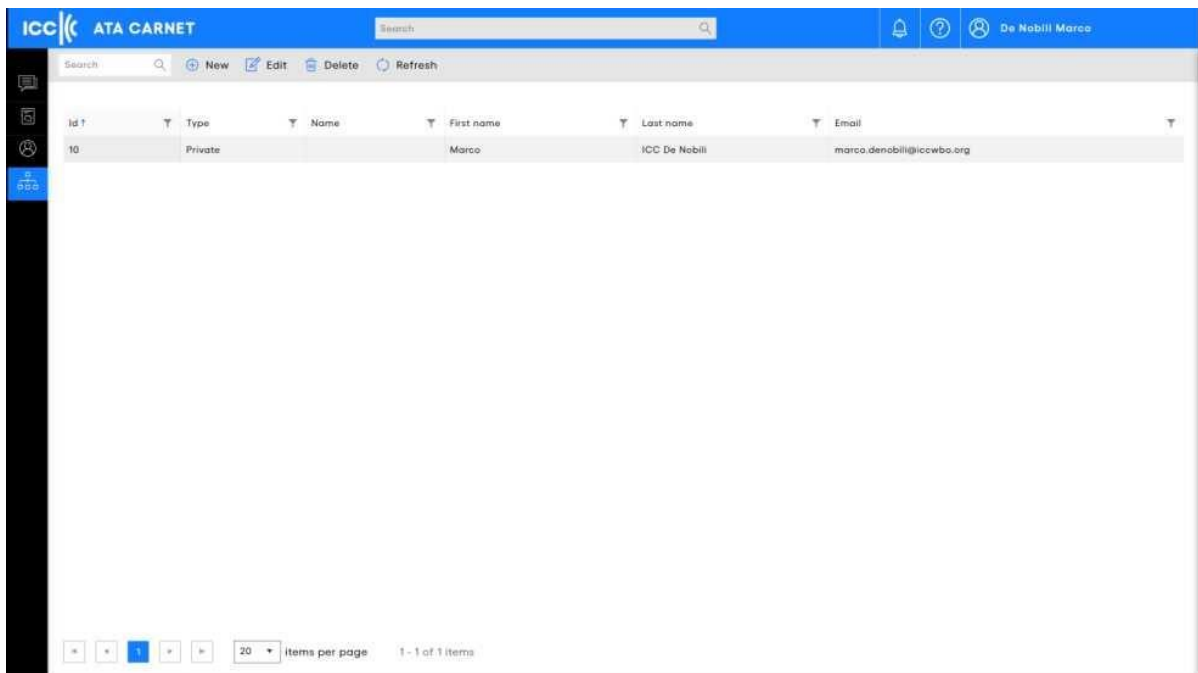 ICC ATA CARNET Search De Nobili Marco
Search New Edit Delete Refresh
Id ↑ Type Name First name Last name Email
10 Private Marco ICC De Nobili marco.denobili@iccwbo.org
1 20 items per page 1 - 1 of 1 items